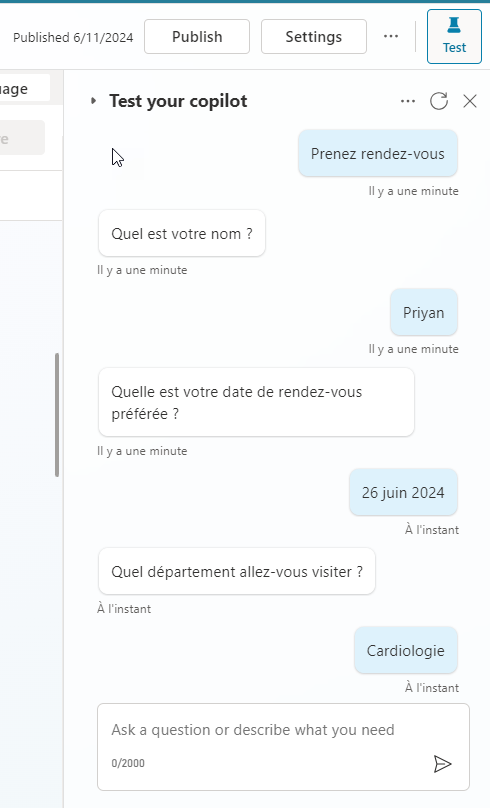 Published 6/11/2024 Publish Settings ... Test
uage
Test your copilot
Prenez rendez-vous
Il y a une minute
Quel est votre nom ?
Il y a une minute
Priyan
Il y a une minute
Quelle est votre date de rendez-vous
préférée ?
Il y a une minute
26 juin 2024
À l'instant
Quel département allez-vous visiter ?
À l'instant
Cardiologie
À l'instant
Ask a question or describe what you need
0/2000